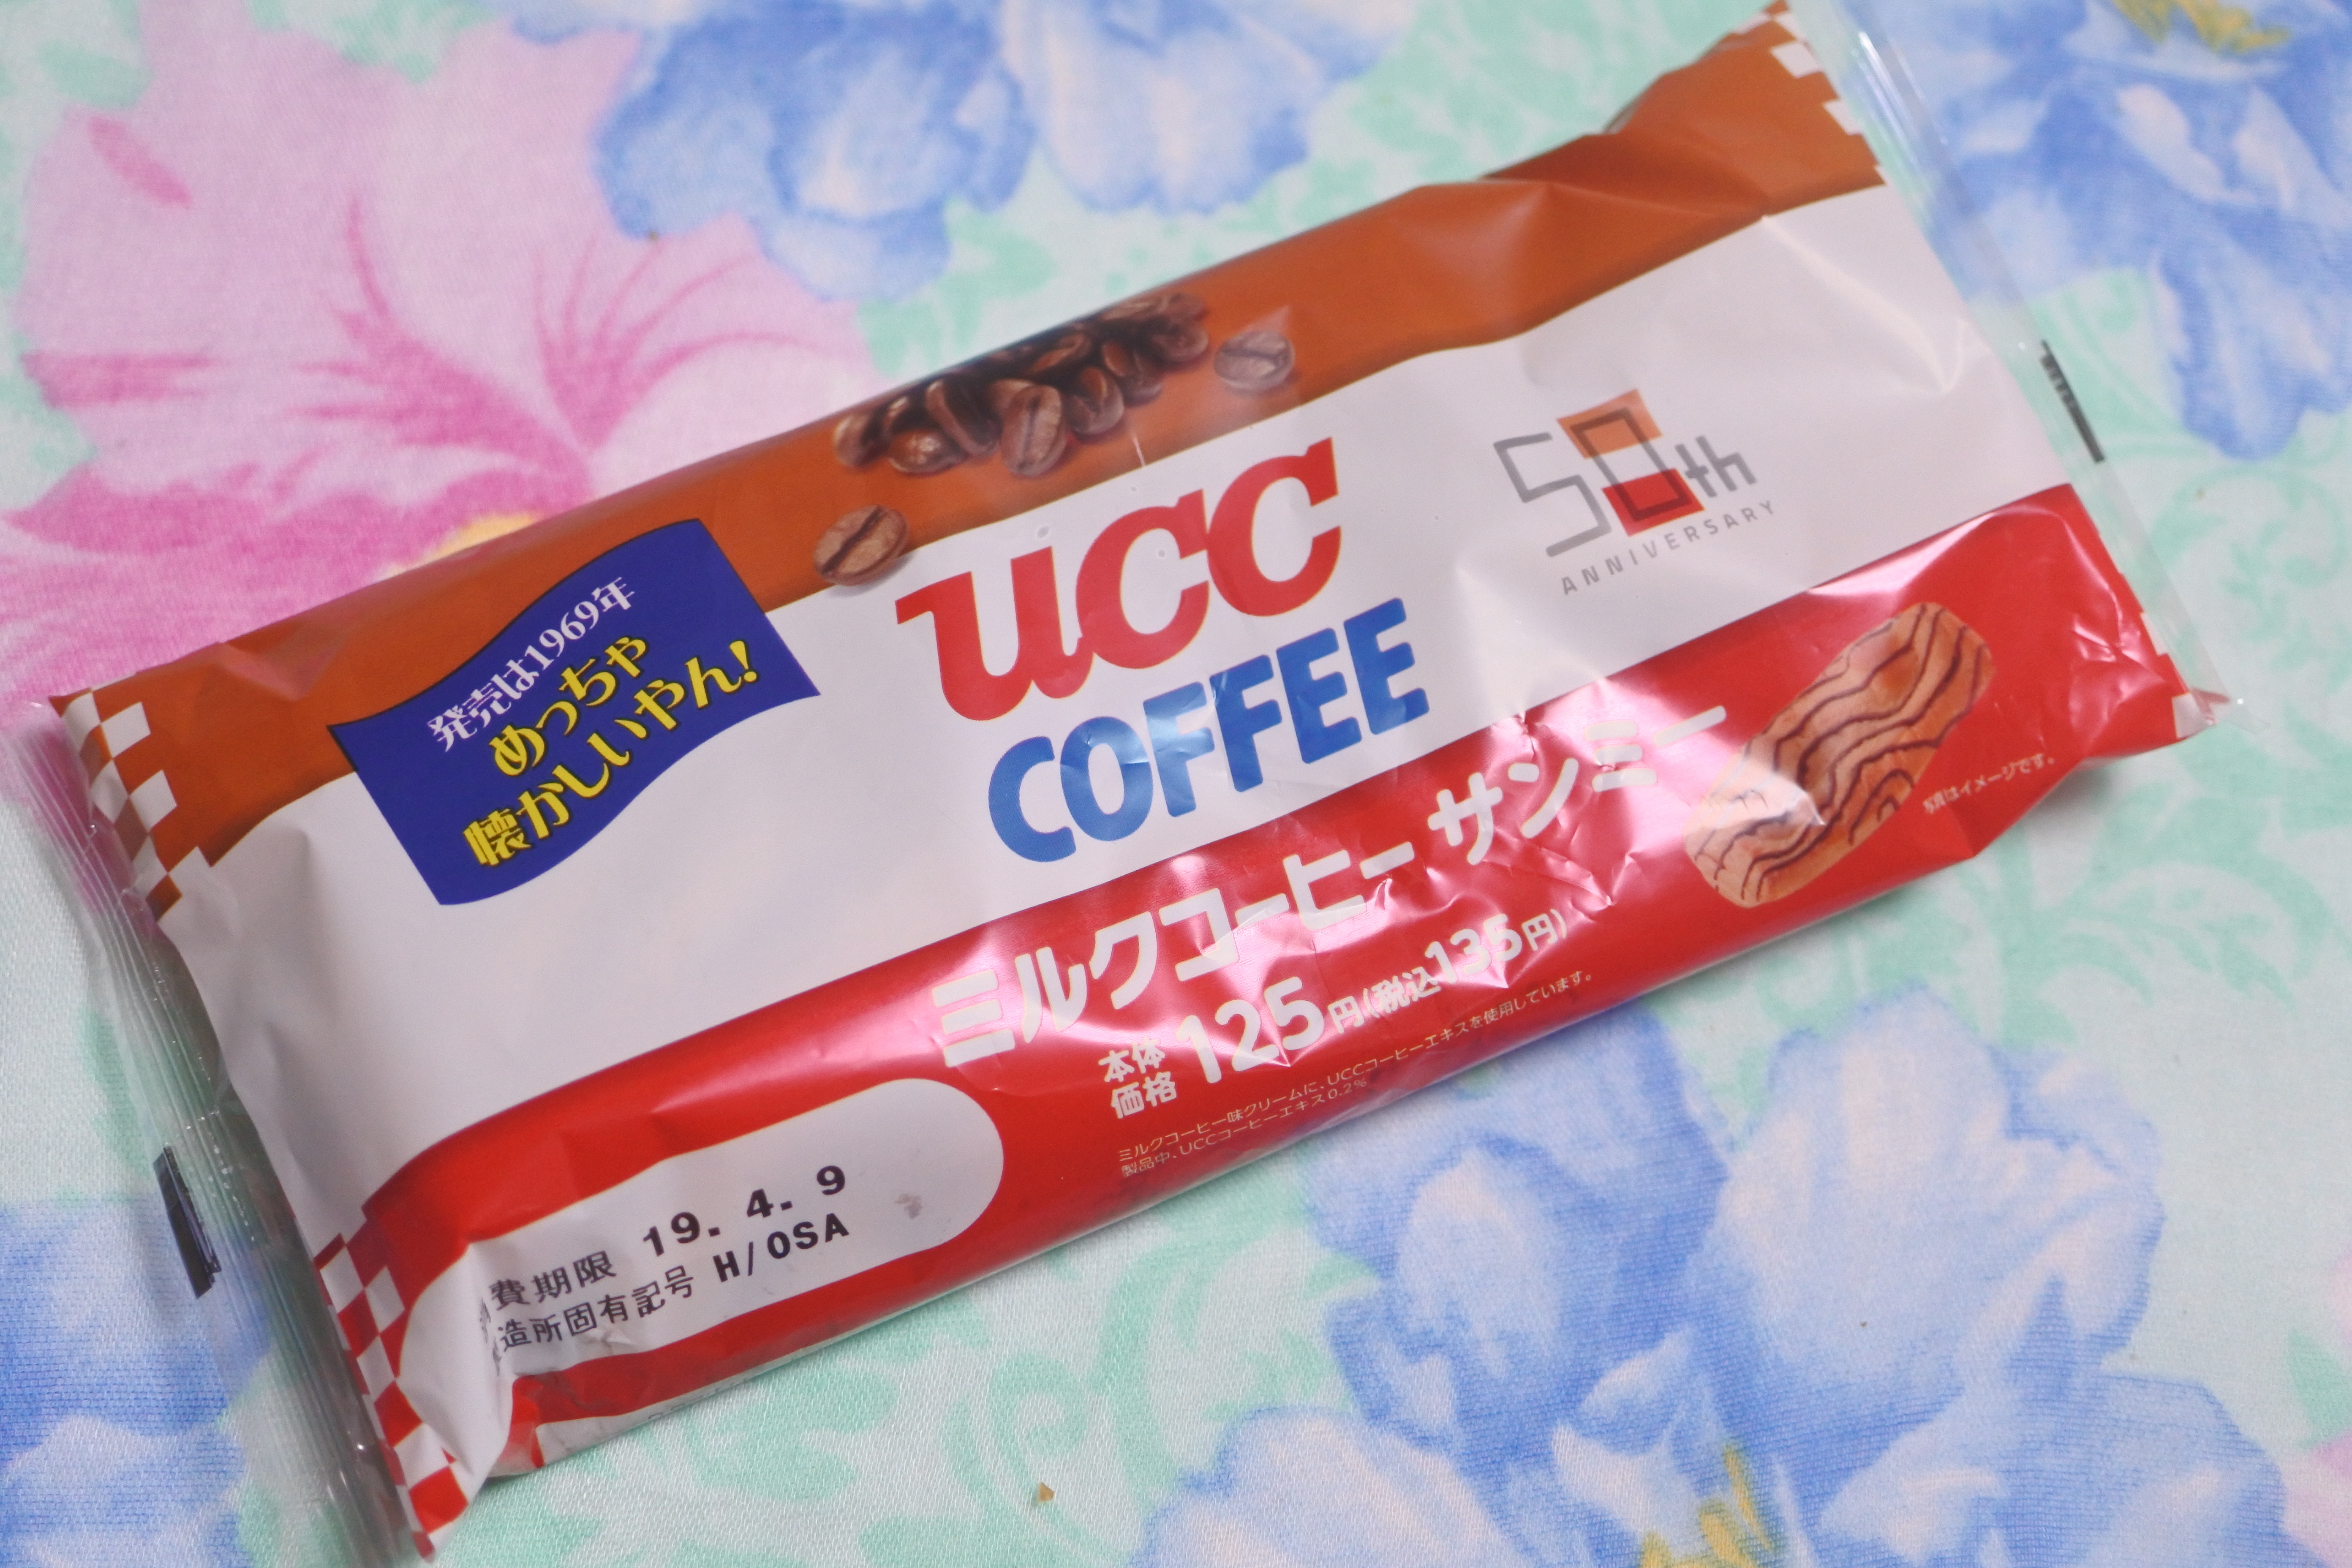 発売は1969年
めっちゃ
懐かしいやん!
ucc
COFFEE
50th
ANNIVERSARY
ミルクコーヒー サンミー
本体価格 125円(税込135円)
写真はイメージです。
ミルクコーヒー味クリームに、UCCコーヒーエキスを使用しています。
製品中、UCCコーヒーエキス0.2%
費期限 19. 4. 9
造所固有記号 H/OSA